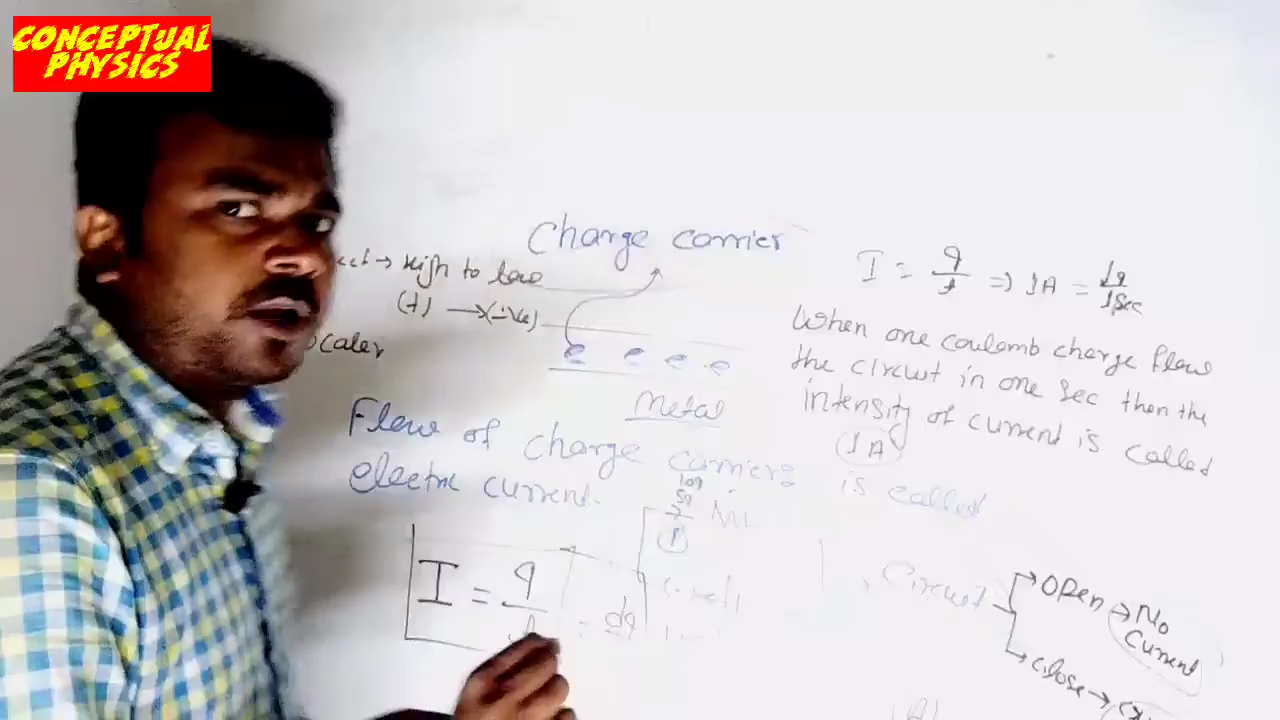 CONCEPTUAL
PHYSICS
Charge carrier
→ High to low
(+) → (-ve)
e e e e
Metal
Flow of charge carriers is called
electric current.
I = q
= dq
I = q/t ⇒ 1A = 1q/1Sec
When one coulomb charge flow
the circuit in one sec then the
intensity of current is called
(1A)
Circuit
Open → No
Current
close →